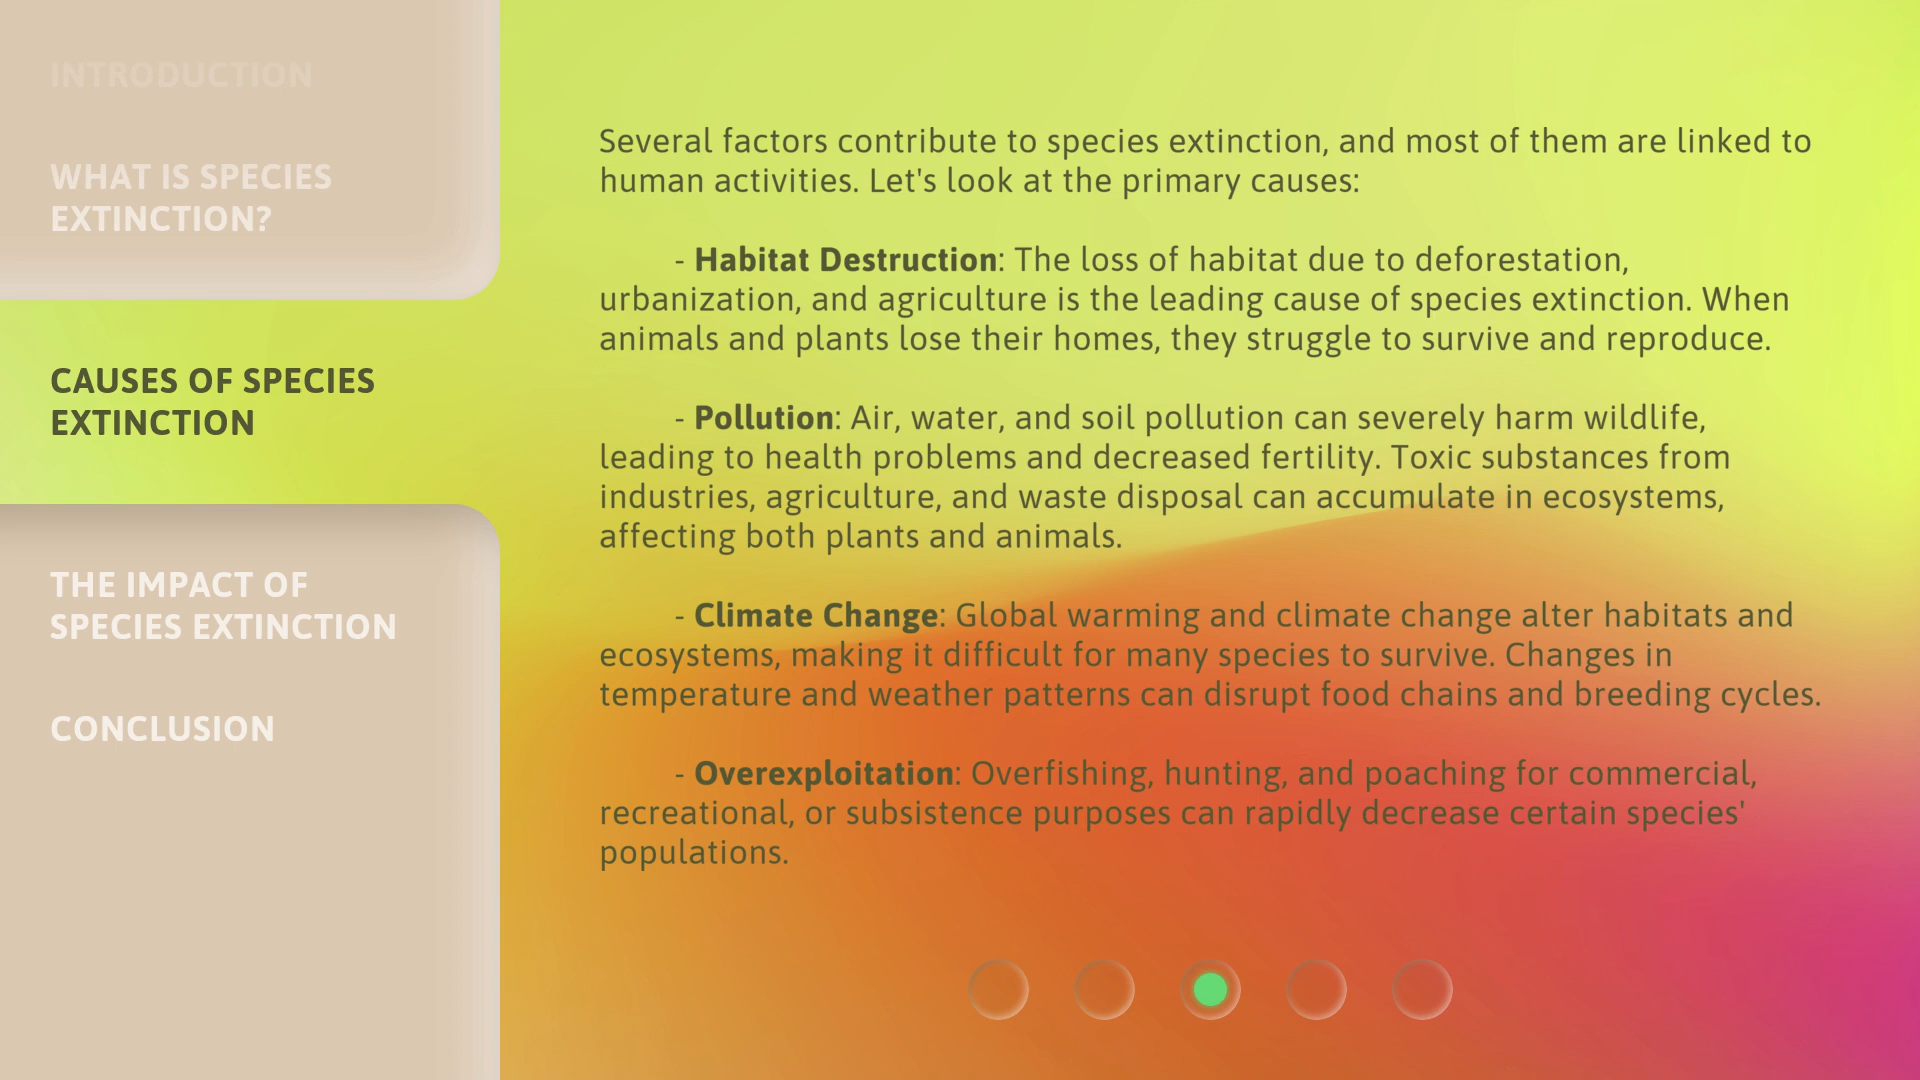 INTRODUCTION
WHAT IS SPECIES
EXTINCTION?
CAUSES OF SPECIES
EXTINCTION
THE IMPACT OF
SPECIES EXTINCTION
CONCLUSION
Several factors contribute to species extinction, and most of them are linked to
human activities. Let's look at the primary causes:
- Habitat Destruction: The loss of habitat due to deforestation,
urbanization, and agriculture is the leading cause of species extinction. When
animals and plants lose their homes, they struggle to survive and reproduce.
- Pollution: Air, water, and soil pollution can severely harm wildlife,
leading to health problems and decreased fertility. Toxic substances from
industries, agriculture, and waste disposal can accumulate in ecosystems,
affecting both plants and animals.
- Climate Change: Global warming and climate change alter habitats and
ecosystems, making it difficult for many species to survive. Changes in
temperature and weather patterns can disrupt food chains and breeding cycles.
- Overexploitation: Overfishing, hunting, and poaching for commercial,
recreational, or subsistence purposes can rapidly decrease certain species'
populations.